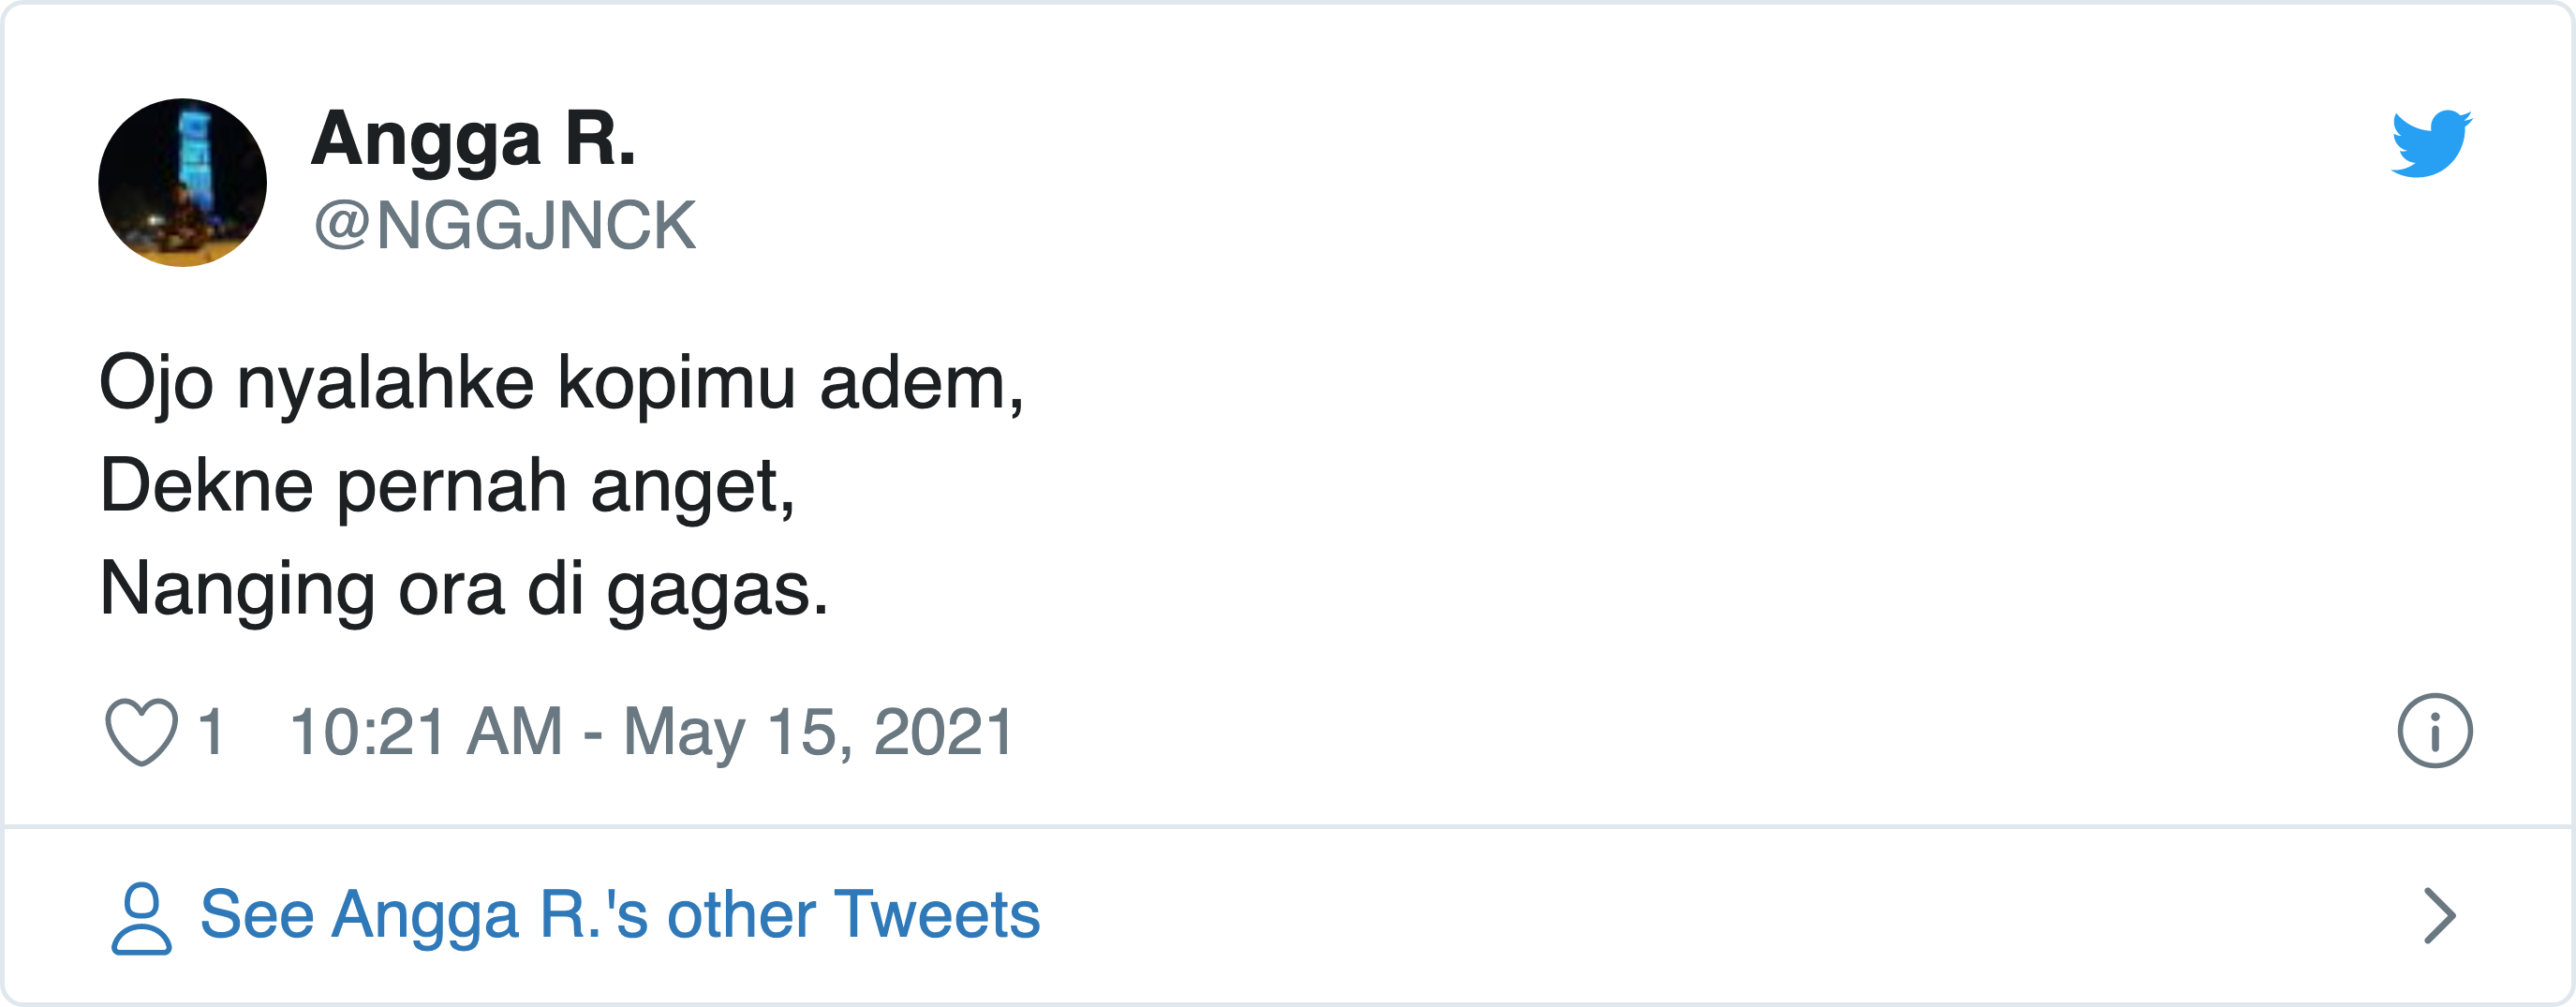 Angga R.
@NGGJNCK
Ojo nyalahke kopimu adem,
Dekne pernah anget,
Nanging ora di gagas.
1 10:21 AM - May 15, 2021
See Angga R.'s other Tweets